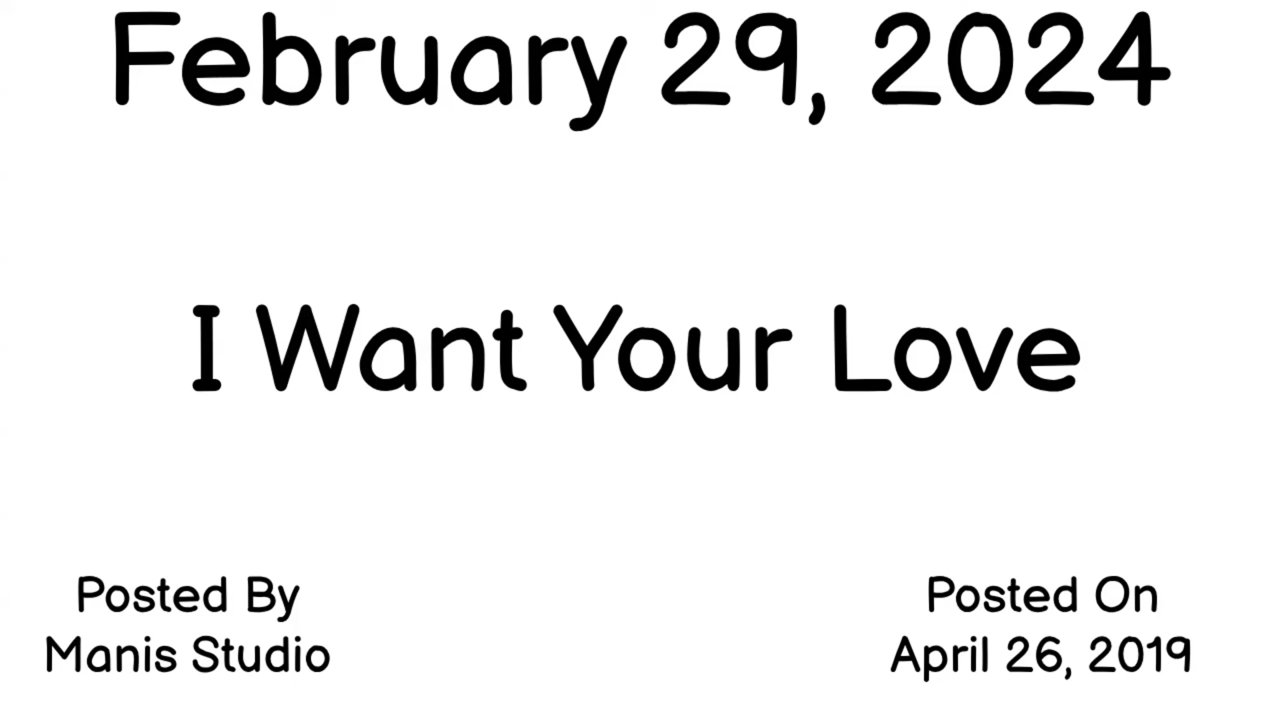 February 29, 2024
I Want Your Love
Posted By
Manis Studio
Posted On
April 26, 2019